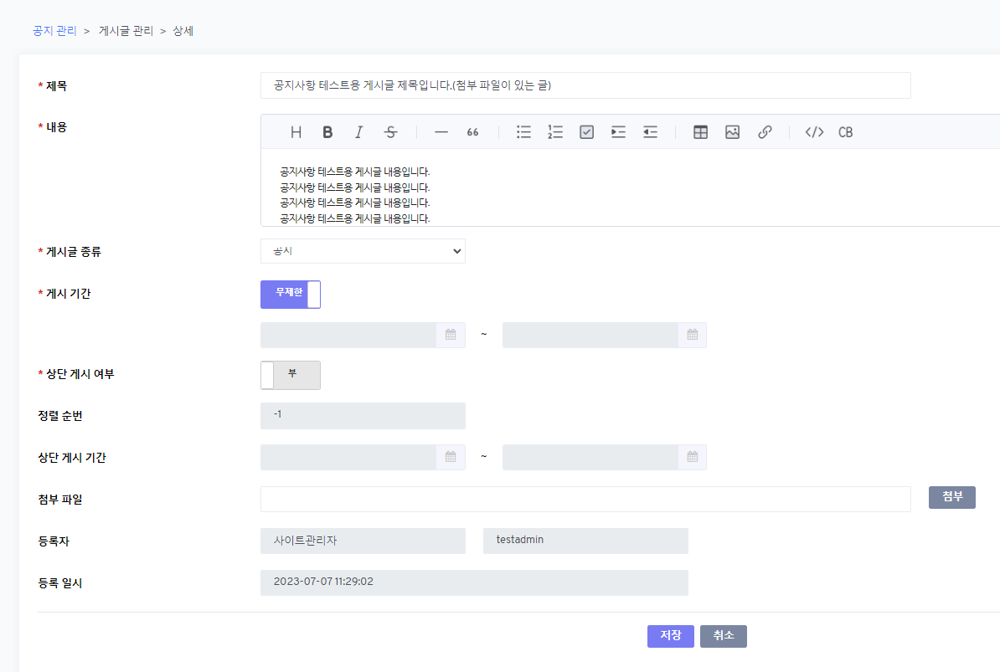 공지 관리 > 게시글 관리 > 상세
* 제목 공지사항 테스트용 게시글 제목입니다.(첨부 파일이 있는 글)
* 내용
H B I S 66 </> CB
공지사항 테스트용 게시글 내용입니다.
공지사항 테스트용 게시글 내용입니다.
공지사항 테스트용 게시글 내용입니다.
공지사항 테스트용 게시글 내용입니다.
* 게시글 종류 공시
* 게시 기간 무제한
~
* 상단 게시 여부 부
정렬 순번 -1
상단 게시 기간 ~
첨부 파일 첨부
등록자 사이트관리자 testadmin
등록 일시 2023-07-07 11:29:02
저장 취소